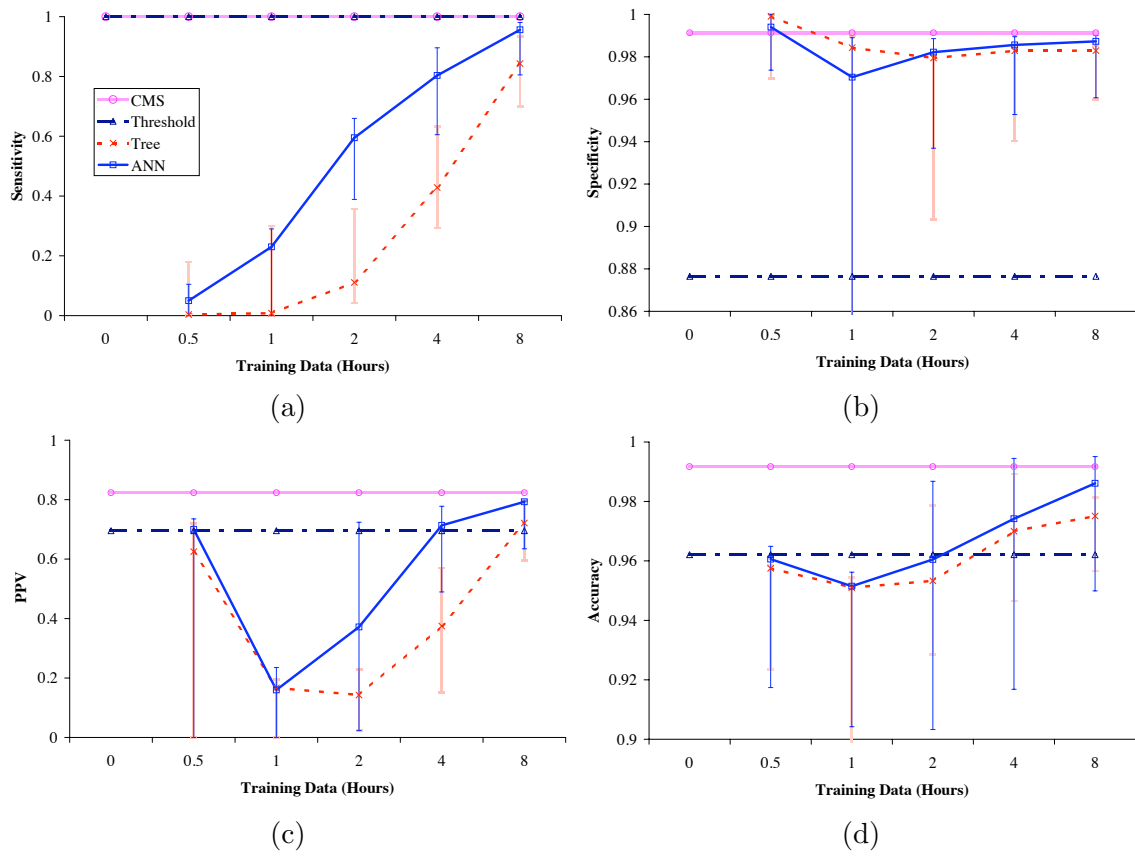 1
0.8
0.6
0.4
0.2
0
Sensitivity
CMS
Threshold
Tree
ANN
0 0.5 1 2 4 8
Training Data (Hours)
(a)
1
0.98
0.96
0.94
0.92
0.9
0.88
0.86
Specificity
0 0.5 1 2 4 8
Training Data (Hours)
(b)
1
0.8
0.6
0.4
0.2
0
PPV
0 0.5 1 2 4 8
Training Data (Hours)
(c)
1
0.98
0.96
0.94
0.92
0.9
Accuracy
0 0.5 1 2 4 8
Training Data (Hours)
(d)